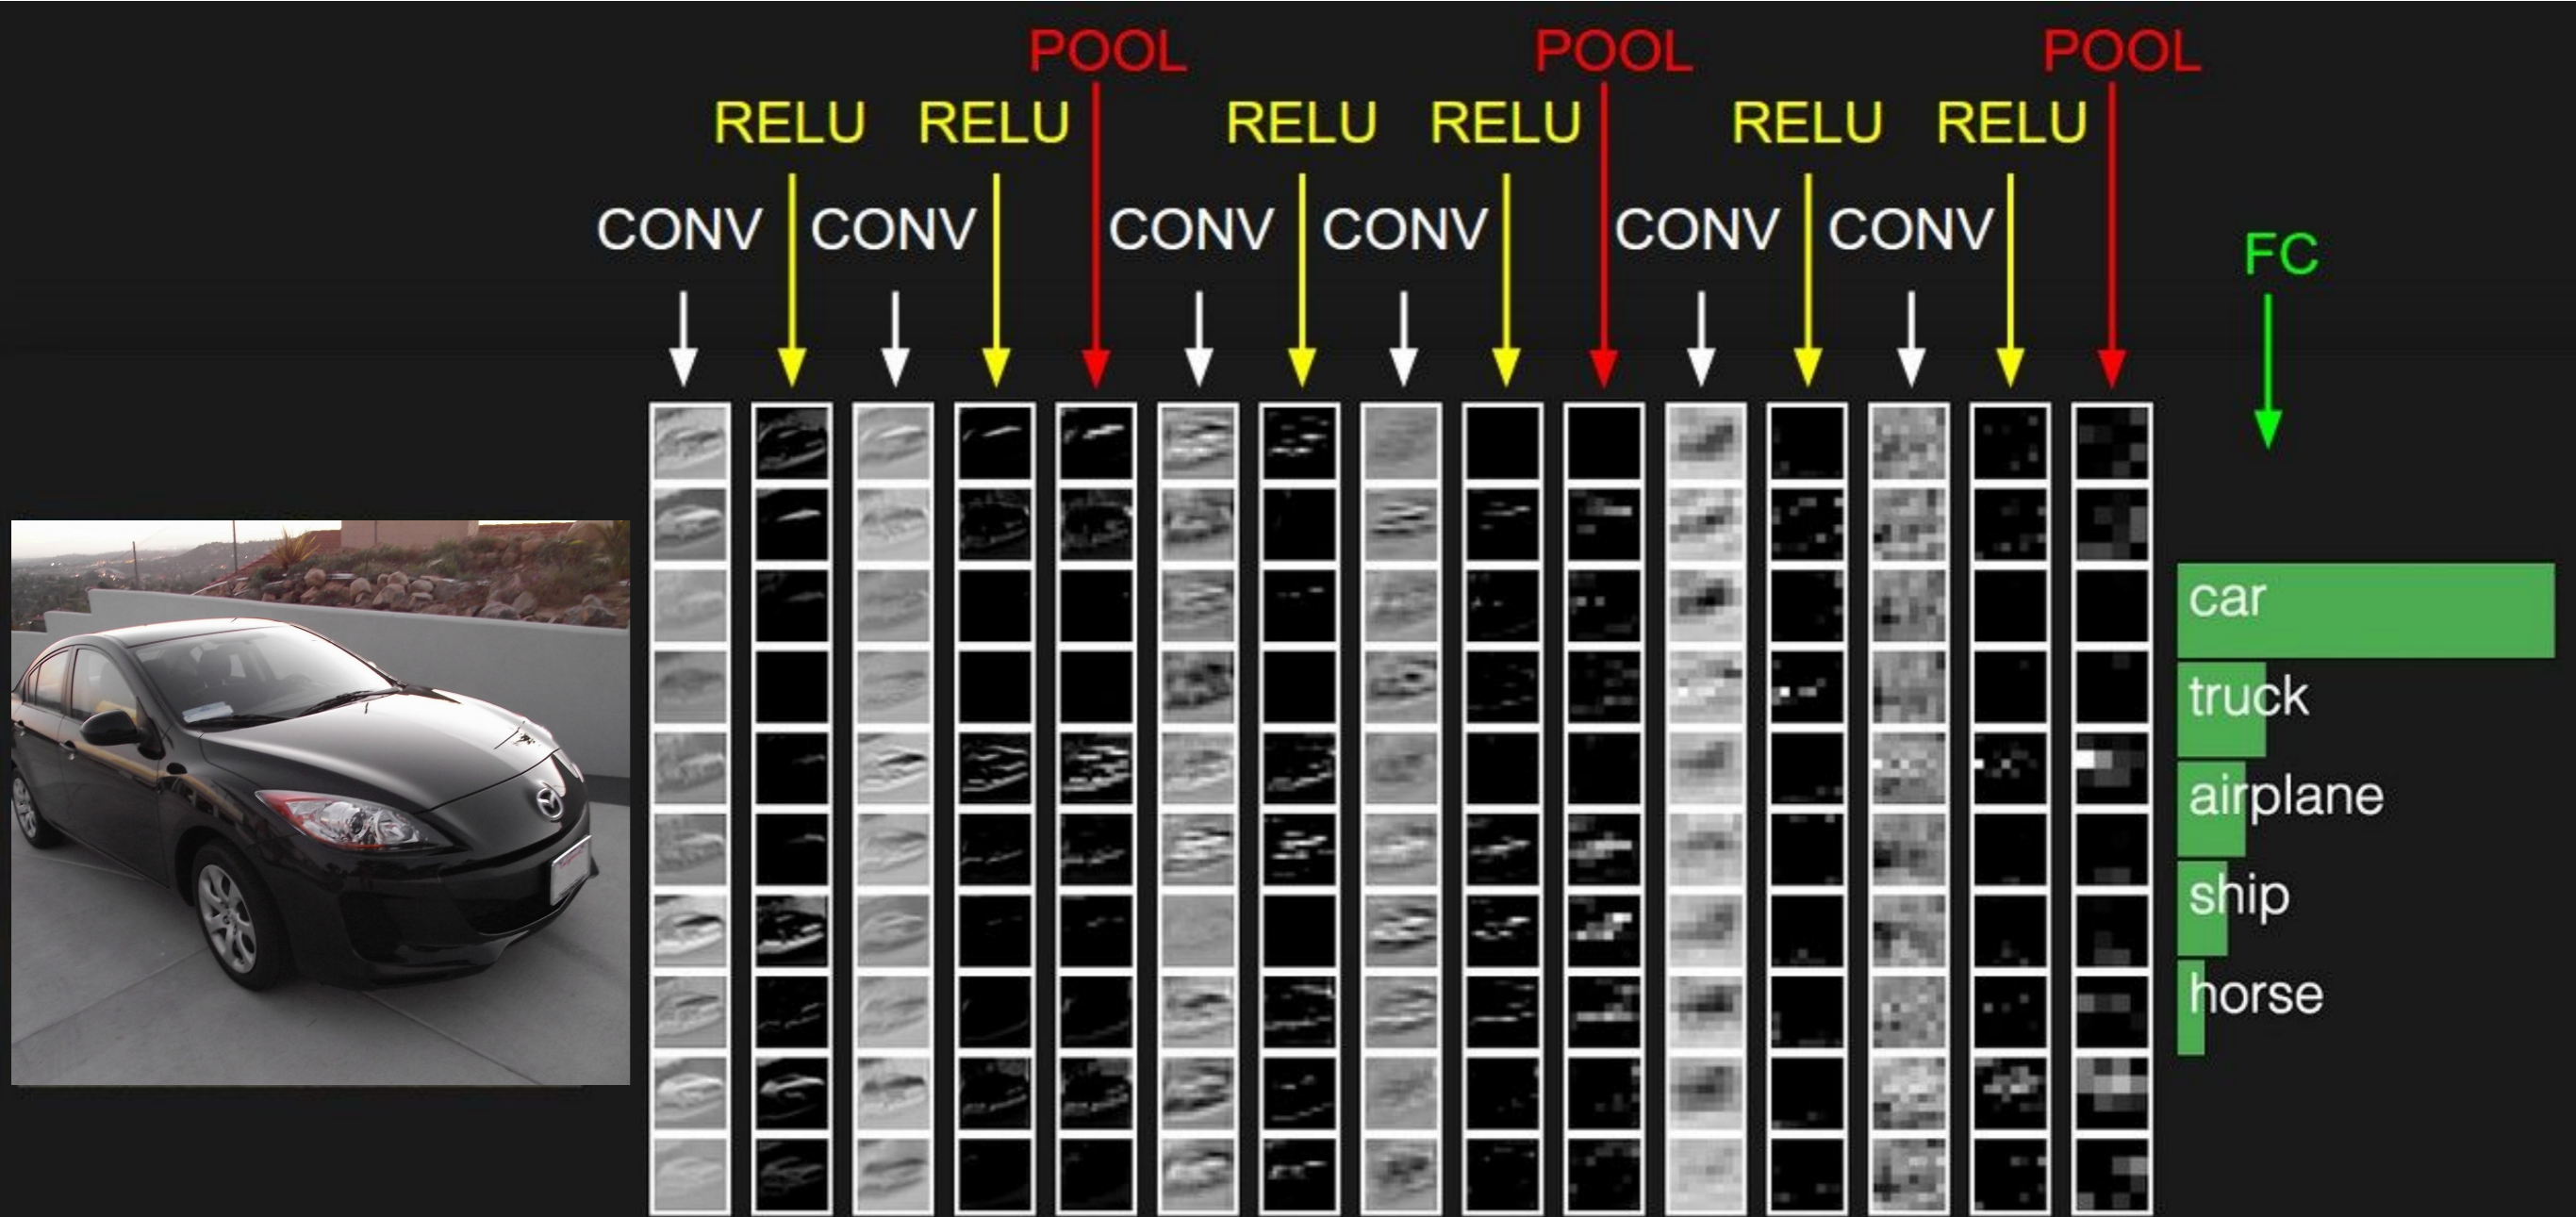 POOL POOL POOL
RELU RELU RELU RELU RELU RELU
CONV CONV CONV CONV CONV CONV
FC
car
truck
airplane
ship
horse